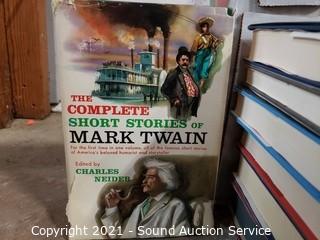 THE
COMPLETE
SHORT STORIES OF
MARK TWAIN
For the first time in one volume, all of the famous short stories
of America's beloved humorist and storyteller
Edited by
CHARLES
NEIDER
Copyright 2021 - Sound Auction Service